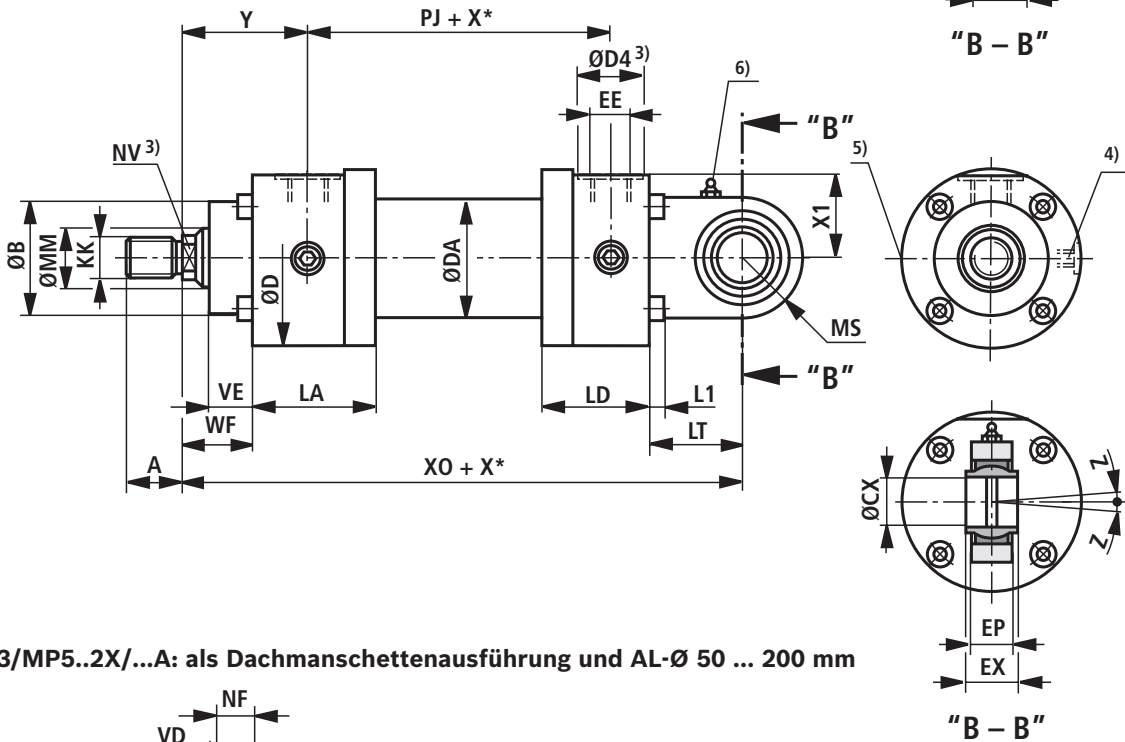 Y
PJ + X*
"B – B"
ØD4 3)
6)
EE
"B"
NV 3)
5)
4)
X1
ØB
ØMM
KK
ØD
ØDA
MS
"B"
VE
LA
LD
L1
WF
LT
A
XO + X*
ØCX
Z
Z
EP
3/MP5..2X/...A: als Dachmanschettenausführung und AL-Ø 50 ... 200 mm
EX
NF
VD
"B – B"